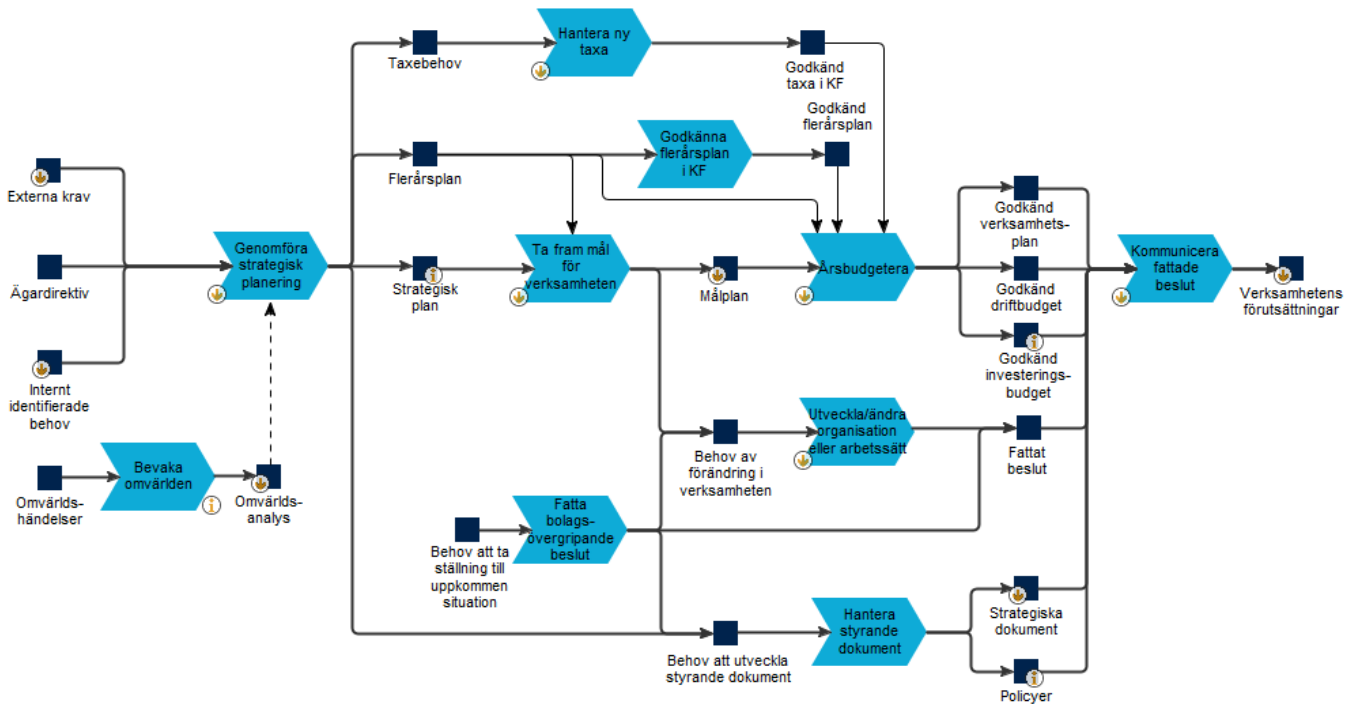 Hantera ny
taxa
Taxebehov
Godkänd
taxa i KF
Godkänd
flerårsplan
Godkänna
flerårsplan
i KF
Flerårsplan
Externa krav
Godkänd
verksamhets-
plan
Genomföra
strategisk
planering
Ta fram mål
för
verksamheten
Årsbudgetera
Kommunicera
fattade
beslut
Ägardirektiv
Strategisk
plan
Målplan
Godkänd
driftbudget
Verksamhetens
förutsättningar
Godkänd
investerings-
budget
Internt
identifierade
behov
Utveckla/ändra
organisation
eller arbetssätt
Behov av
förändring i
verksamheten
Fattat
beslut
Bevaka
omvärlden
Omvärlds-
händelser
Omvärlds-
analys
Fatta
bolags-
övergripande
beslut
Behov att ta
ställning till
uppkommen
situation
Hantera
styrande
dokument
Strategiska
dokument
Behov att utveckla
styrande dokument
Policyer